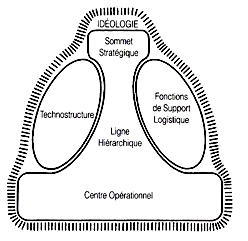 IDÉOLOGIE
Sommet
Stratégique
Technostructure
Fonctions
de Support
Logistique
Ligne
Hiérarchique
Centre Opérationnel